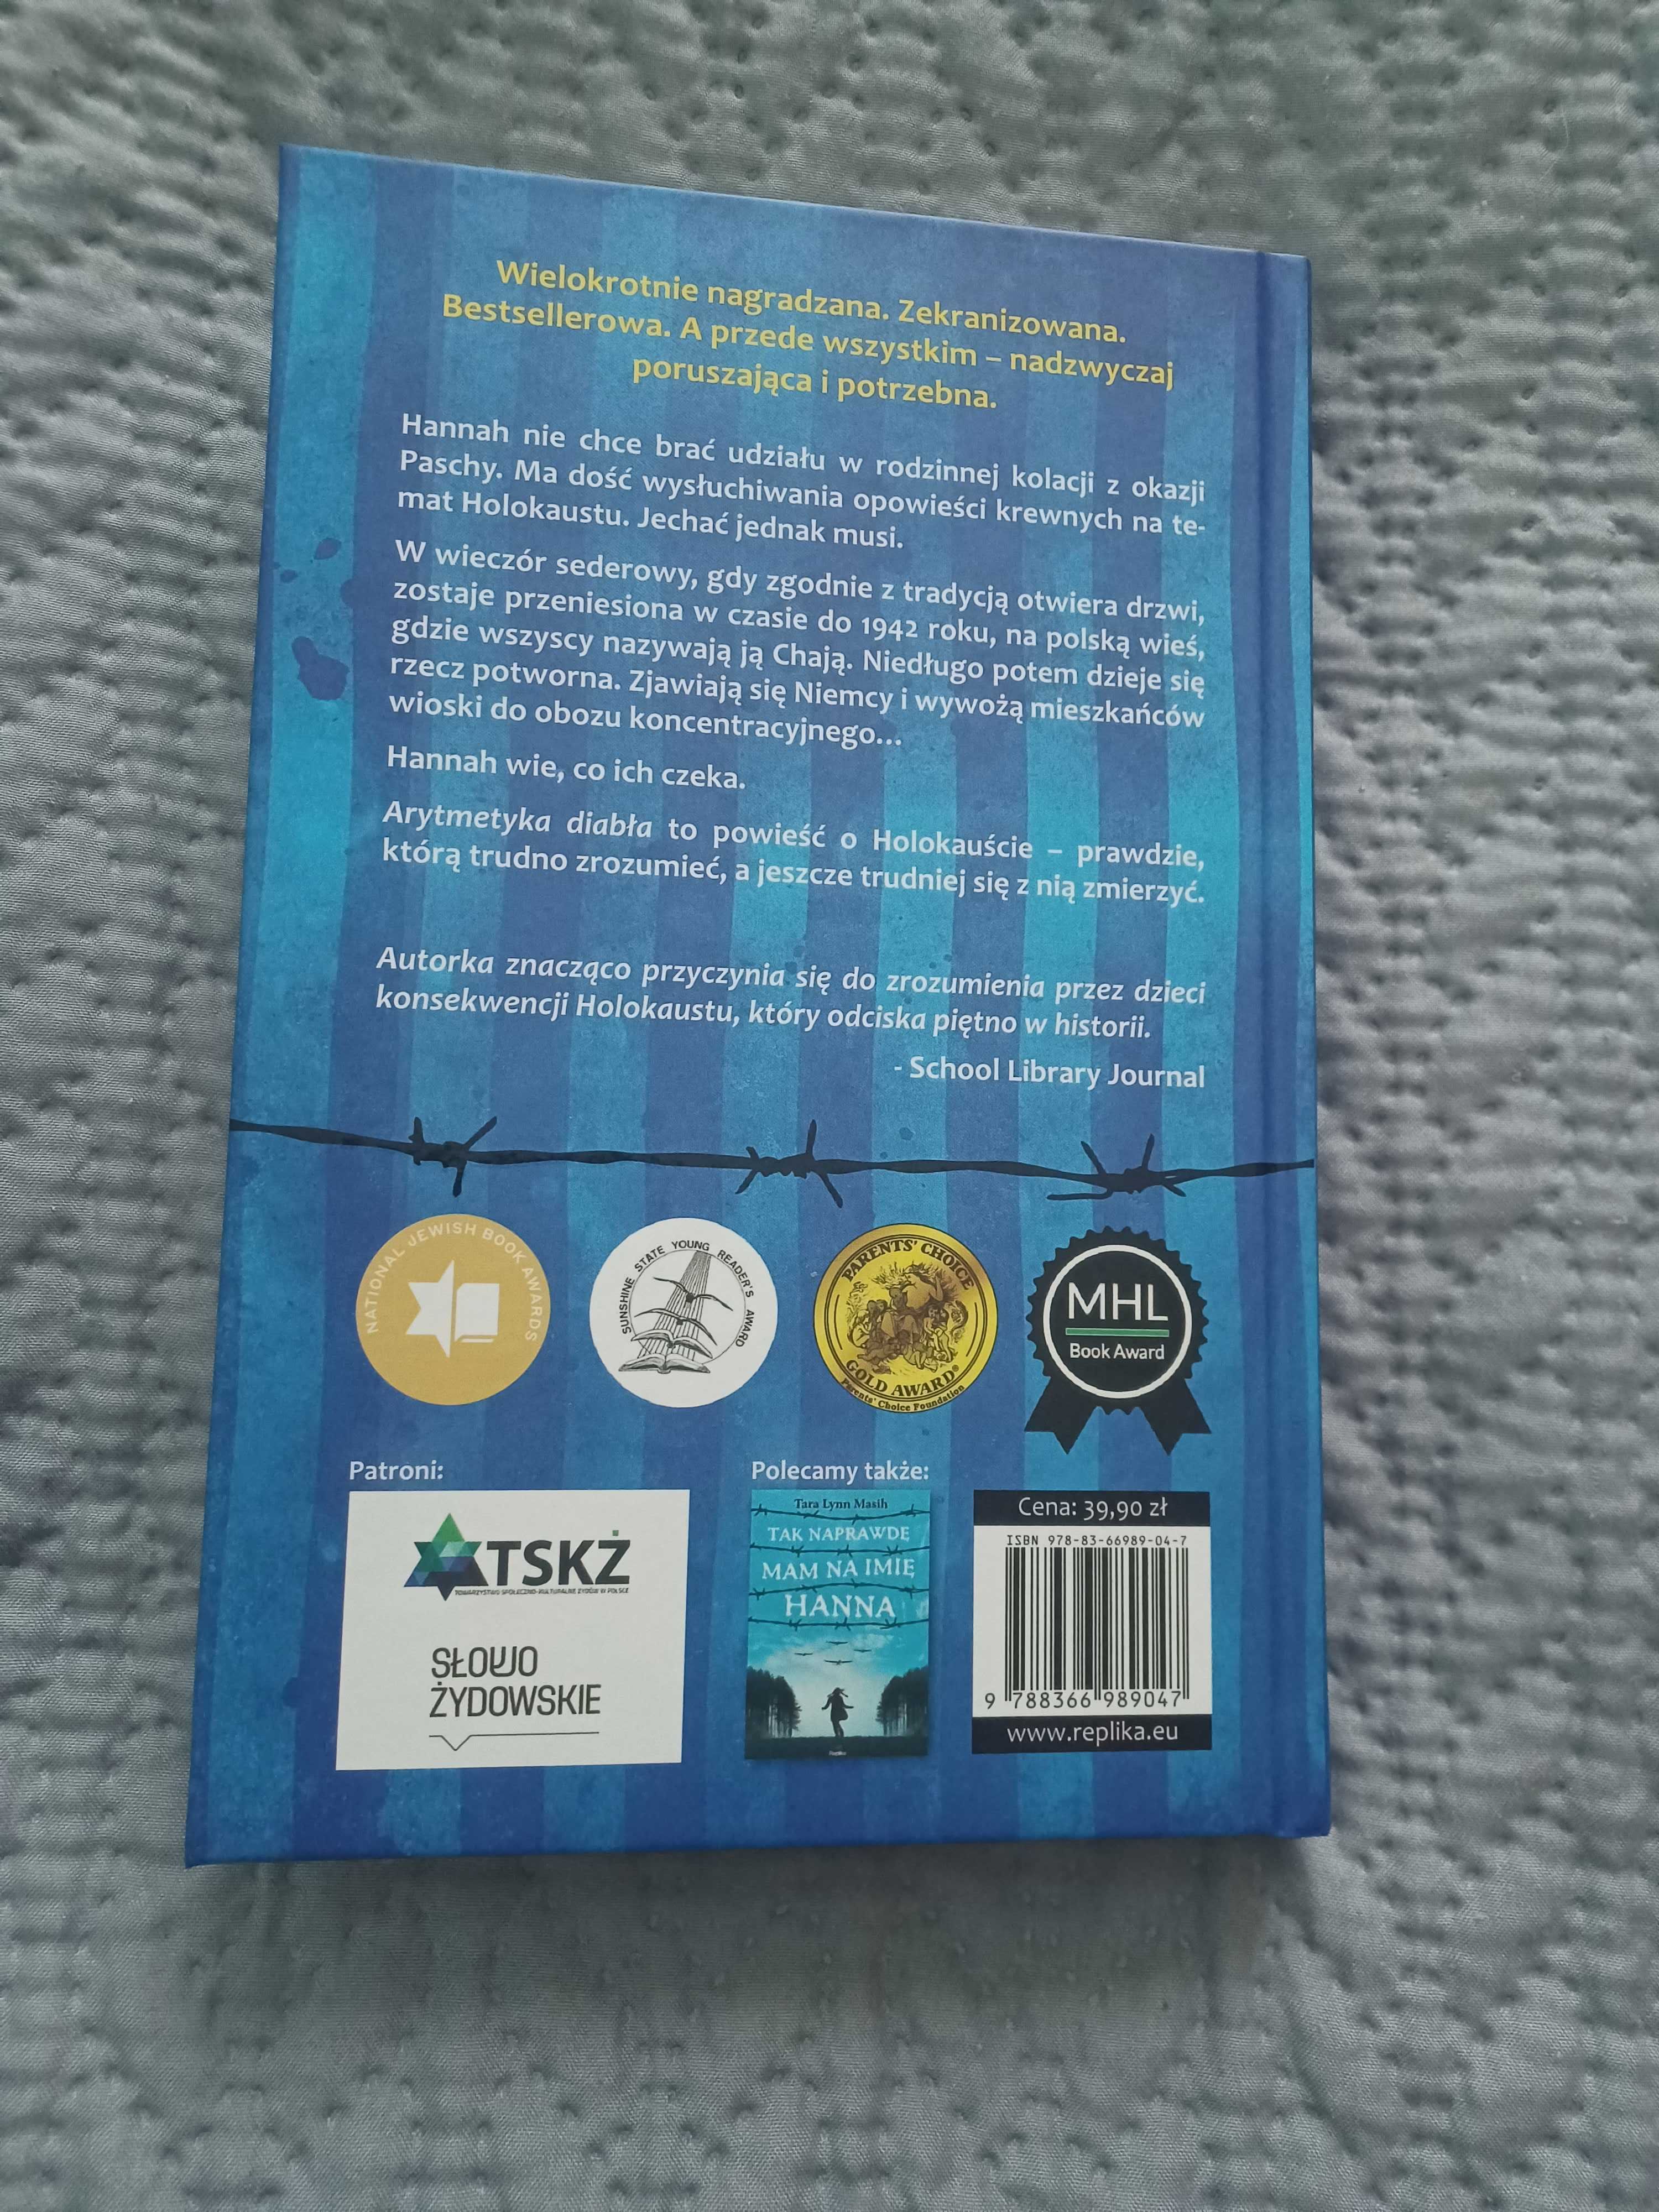 Wielokrotnie nagradzana. Zekranizowana.
Bestsellerowa. A przede wszystkim – nadzwyczaj
poruszająca i potrzebna.
Hannah nie chce brać udziału w rodzinnej kolacji z okazji
Paschy. Ma dość wysłuchiwania opowieści krewnych na te-
mat Holokaustu. Jechać jednak musi.
W wieczór sederowy, gdy zgodnie z tradycją otwiera drzwi,
zostaje przeniesiona w czasie do 1942 roku, na polską wieś,
gdzie wszyscy nazywają ją Chają. Niedługo potem dzieje się
rzecz potworna. Zjawiają się Niemcy i wywożą mieszkańców
wioski do obozu koncentracyjnego...
Hannah wie, co ich czeka.
Arytmetyka diabła to powieść o Holokauście – prawdzie,
którą trudno zrozumieć, a jeszcze trudniej się z nią zmierzyć.
Autorka znacząco przyczynia się do zrozumienia przez dzieci
konsekwencji Holokaustu, który odciska piętno w historii.
- School Library Journal
NATIONAL JEWISH BOOK AWARDS
SUNSHINE STATE YOUNG READER'S AWARD
PARENTS' CHOICE
GOLD AWARD®
Parents' Choice Foundation
MHL
Book Award
Patroni:
TSKŻ
TOWARZYSTWO SPOŁECZNO-KULTURALNE ŻYDÓW W POLSCE
SŁOWO
ŻYDOWSKIE
Polecamy także:
Tara Lynn Masih
TAK NAPRAWDĘ
MAM NA IMIĘ
HANNA
Replika
Cena: 39,90 zł
ISBN 978-83-66989-04-7
9 788366 989047
www.replika.eu